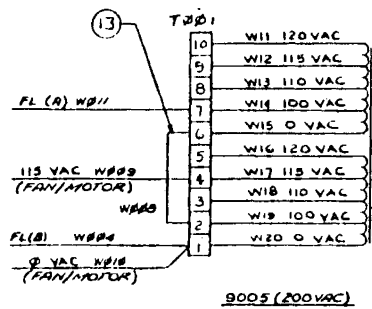 13
TØØ1
10 W11 120 VAC
9 W12 115 VAC
8 W13 110 VAC
FL (A) WØ11 7 W14 100 VAC
6 W15 0 VAC
5 W16 120 VAC
115 VAC WØØ9 4 W17 115 VAC
(FAN/MOTOR)
3 W18 110 VAC
WØØ5
2 W19 100 VAC
FL(B) WØØ4 1 W20 0 VAC
Ø VAC WØ10
(FAN/MOTOR)
9005 (200VAC)